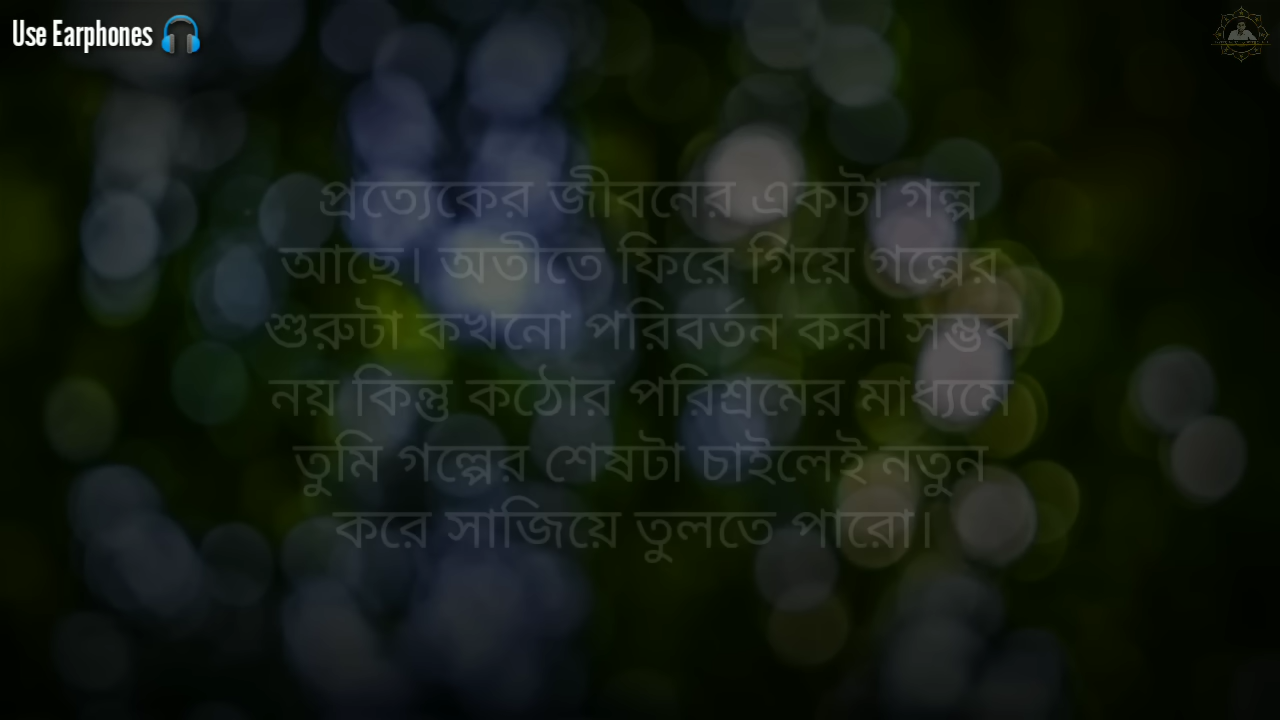 Use Earphones 🎧
প্রত্যেকের জীবনের একটা গল্প
আছে। অতীতে ফিরে গিয়ে গল্পের
শুরুটা কখনো পরিবর্তন করা সম্ভব
নয় কিন্তু কঠোর পরিশ্রমের মাধ্যমে
তুমি গল্পের শেষটা চাইলেই নতুন
করে সাজিয়ে তুলতে পারো।